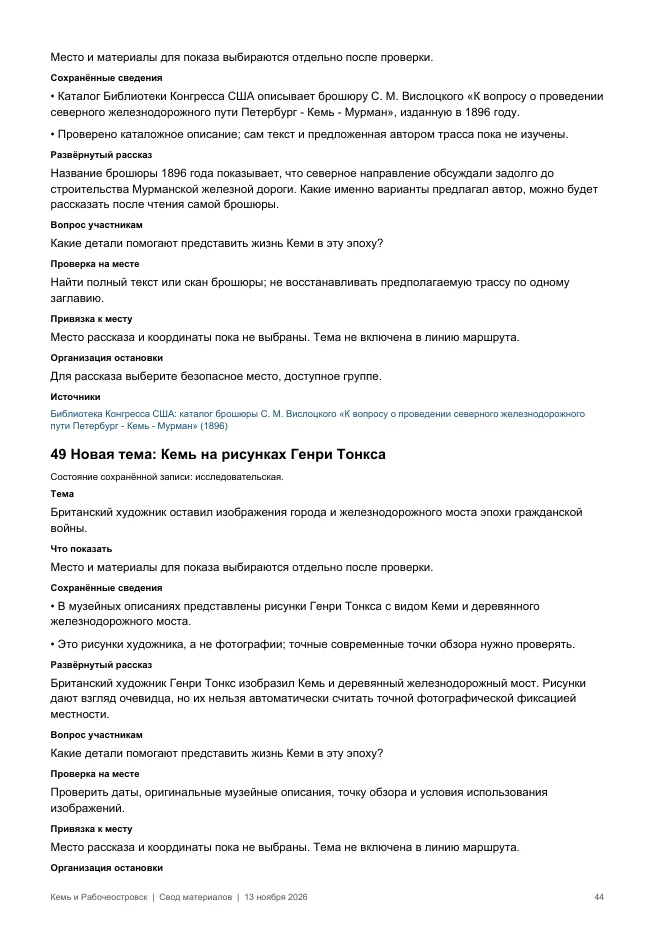 Место и материалы для показа выбираются отдельно после проверки.
Сохранённые сведения
• Каталог Библиотеки Конгресса США описывает брошюру С. М. Вислоцкого «К вопросу о проведении
северного железнодорожного пути Петербург - Кемь - Мурман», изданную в 1896 году.
• Проверено каталожное описание; сам текст и предложенная автором трасса пока не изучены.
Развёрнутый рассказ
Название брошюры 1896 года показывает, что северное направление обсуждали задолго до
строительства Мурманской железной дороги. Какие именно варианты предлагал автор, можно будет
рассказать после чтения самой брошюры.
Вопрос участникам
Какие детали помогают представить жизнь Кеми в эту эпоху?
Проверка на месте
Найти полный текст или скан брошюры; не восстанавливать предполагаемую трассу по одному
заглавию.
Привязка к месту
Место рассказа и координаты пока не выбраны. Тема не включена в линию маршрута.
Организация остановки
Для рассказа выберите безопасное место, доступное группе.
Источники
Библиотека Конгресса США: каталог брошюры С. М. Вислоцкого «К вопросу о проведении северного железнодорожного
пути Петербург - Кемь - Мурман» (1896)
49 Новая тема: Кемь на рисунках Генри Тонкса
Состояние сохранённой записи: исследовательская.
Тема
Британский художник оставил изображения города и железнодорожного моста эпохи гражданской
войны.
Что показать
Место и материалы для показа выбираются отдельно после проверки.
Сохранённые сведения
• В музейных описаниях представлены рисунки Генри Тонкса с видом Кеми и деревянного
железнодорожного моста.
• Это рисунки художника, а не фотографии; точные современные точки обзора нужно проверять.
Развёрнутый рассказ
Британский художник Генри Тонкс изобразил Кемь и деревянный железнодорожный мост. Рисунки
дают взгляд очевидца, но их нельзя автоматически считать точной фотографической фиксацией
местности.
Вопрос участникам
Какие детали помогают представить жизнь Кеми в эту эпоху?
Проверка на месте
Проверить даты, оригинальные музейные описания, точку обзора и условия использования
изображений.
Привязка к месту
Место рассказа и координаты пока не выбраны. Тема не включена в линию маршрута.
Организация остановки
Кемь и Рабочеостровск | Свод материалов | 13 ноября 2026 44